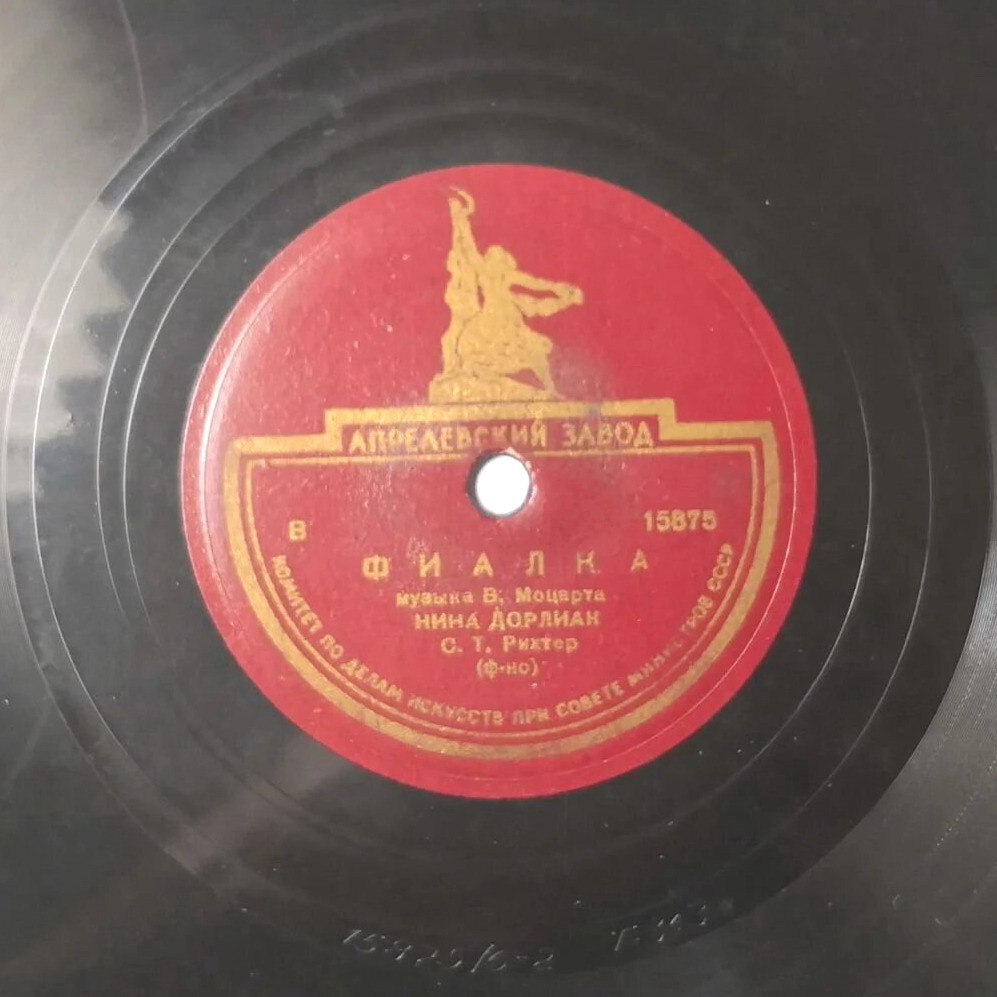 АПРЕЛЕВСКИЙ ЗАВОД
В 15875
ФИАЛКА
музыка В. Моцарта
НИНА ДОРЛИАК
С. Т. Рихтер
(ф-но)
КОМИТЕТ ПО ДЕЛАМ ИСКУССТВ ПРИ СОВЕТЕ МИНИСТРОВ СССР